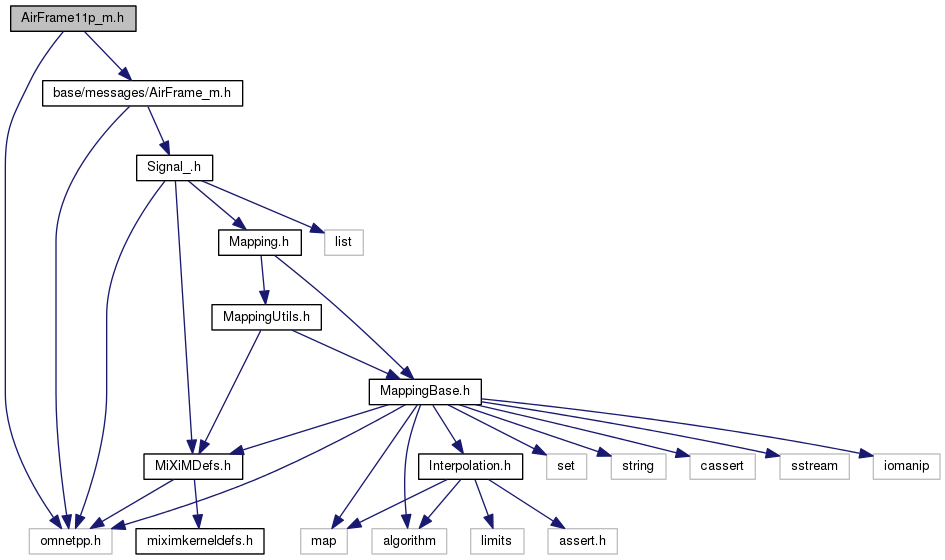 AirFrame11p_m.h
base/messages/AirFrame_m.h
Signal_.h
Mapping.h
list
MappingUtils.h
MappingBase.h
MiXiMDefs.h
Interpolation.h
set
string
cassert
sstream
iomanip
omnetpp.h
miximkerneldefs.h
map
algorithm
limits
assert.h